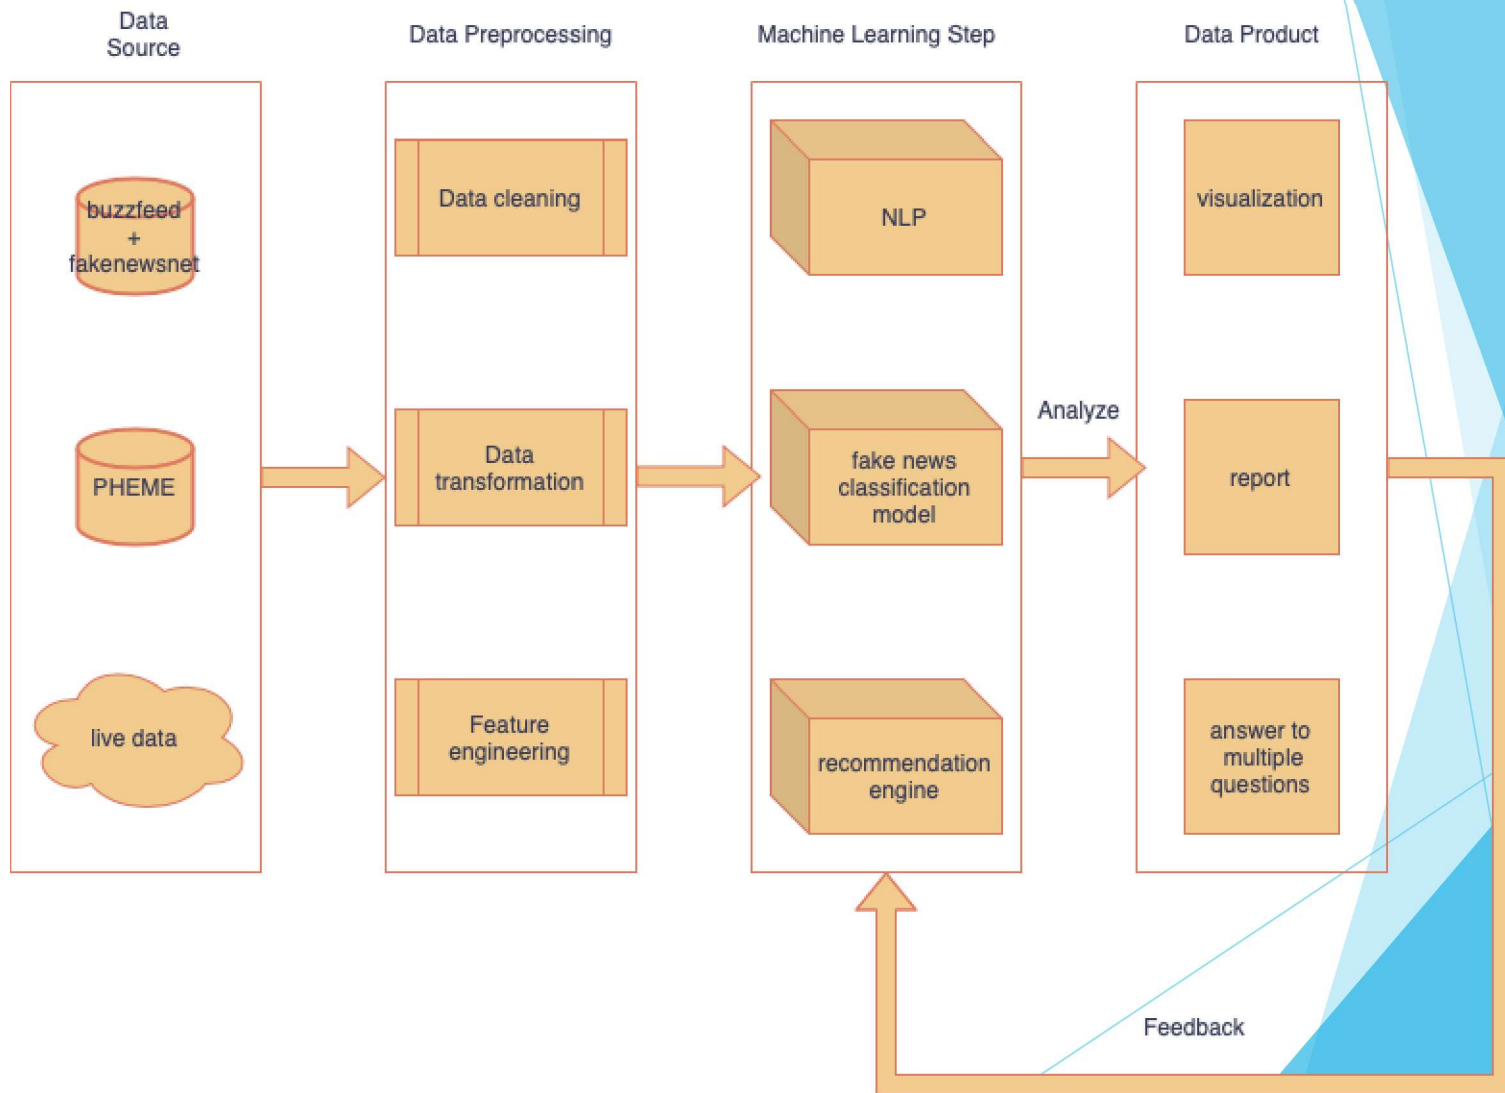 Data
Source
Data Preprocessing
Machine Learning Step
Data Product
buzzfeed
+
fakenewsnet
PHEME
live data
Data cleaning
Data
transformation
Feature
engineering
NLP
fake news
classification
model
recommendation
engine
Analyze
visualization
report
answer to
multiple
questions
Feedback